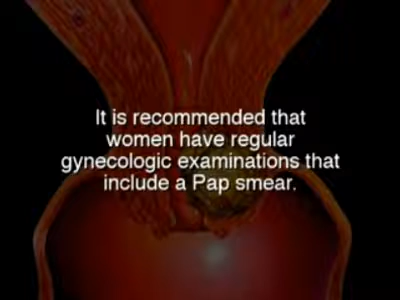 It is recommended that
women have regular
gynecologic examinations that
include a Pap smear.